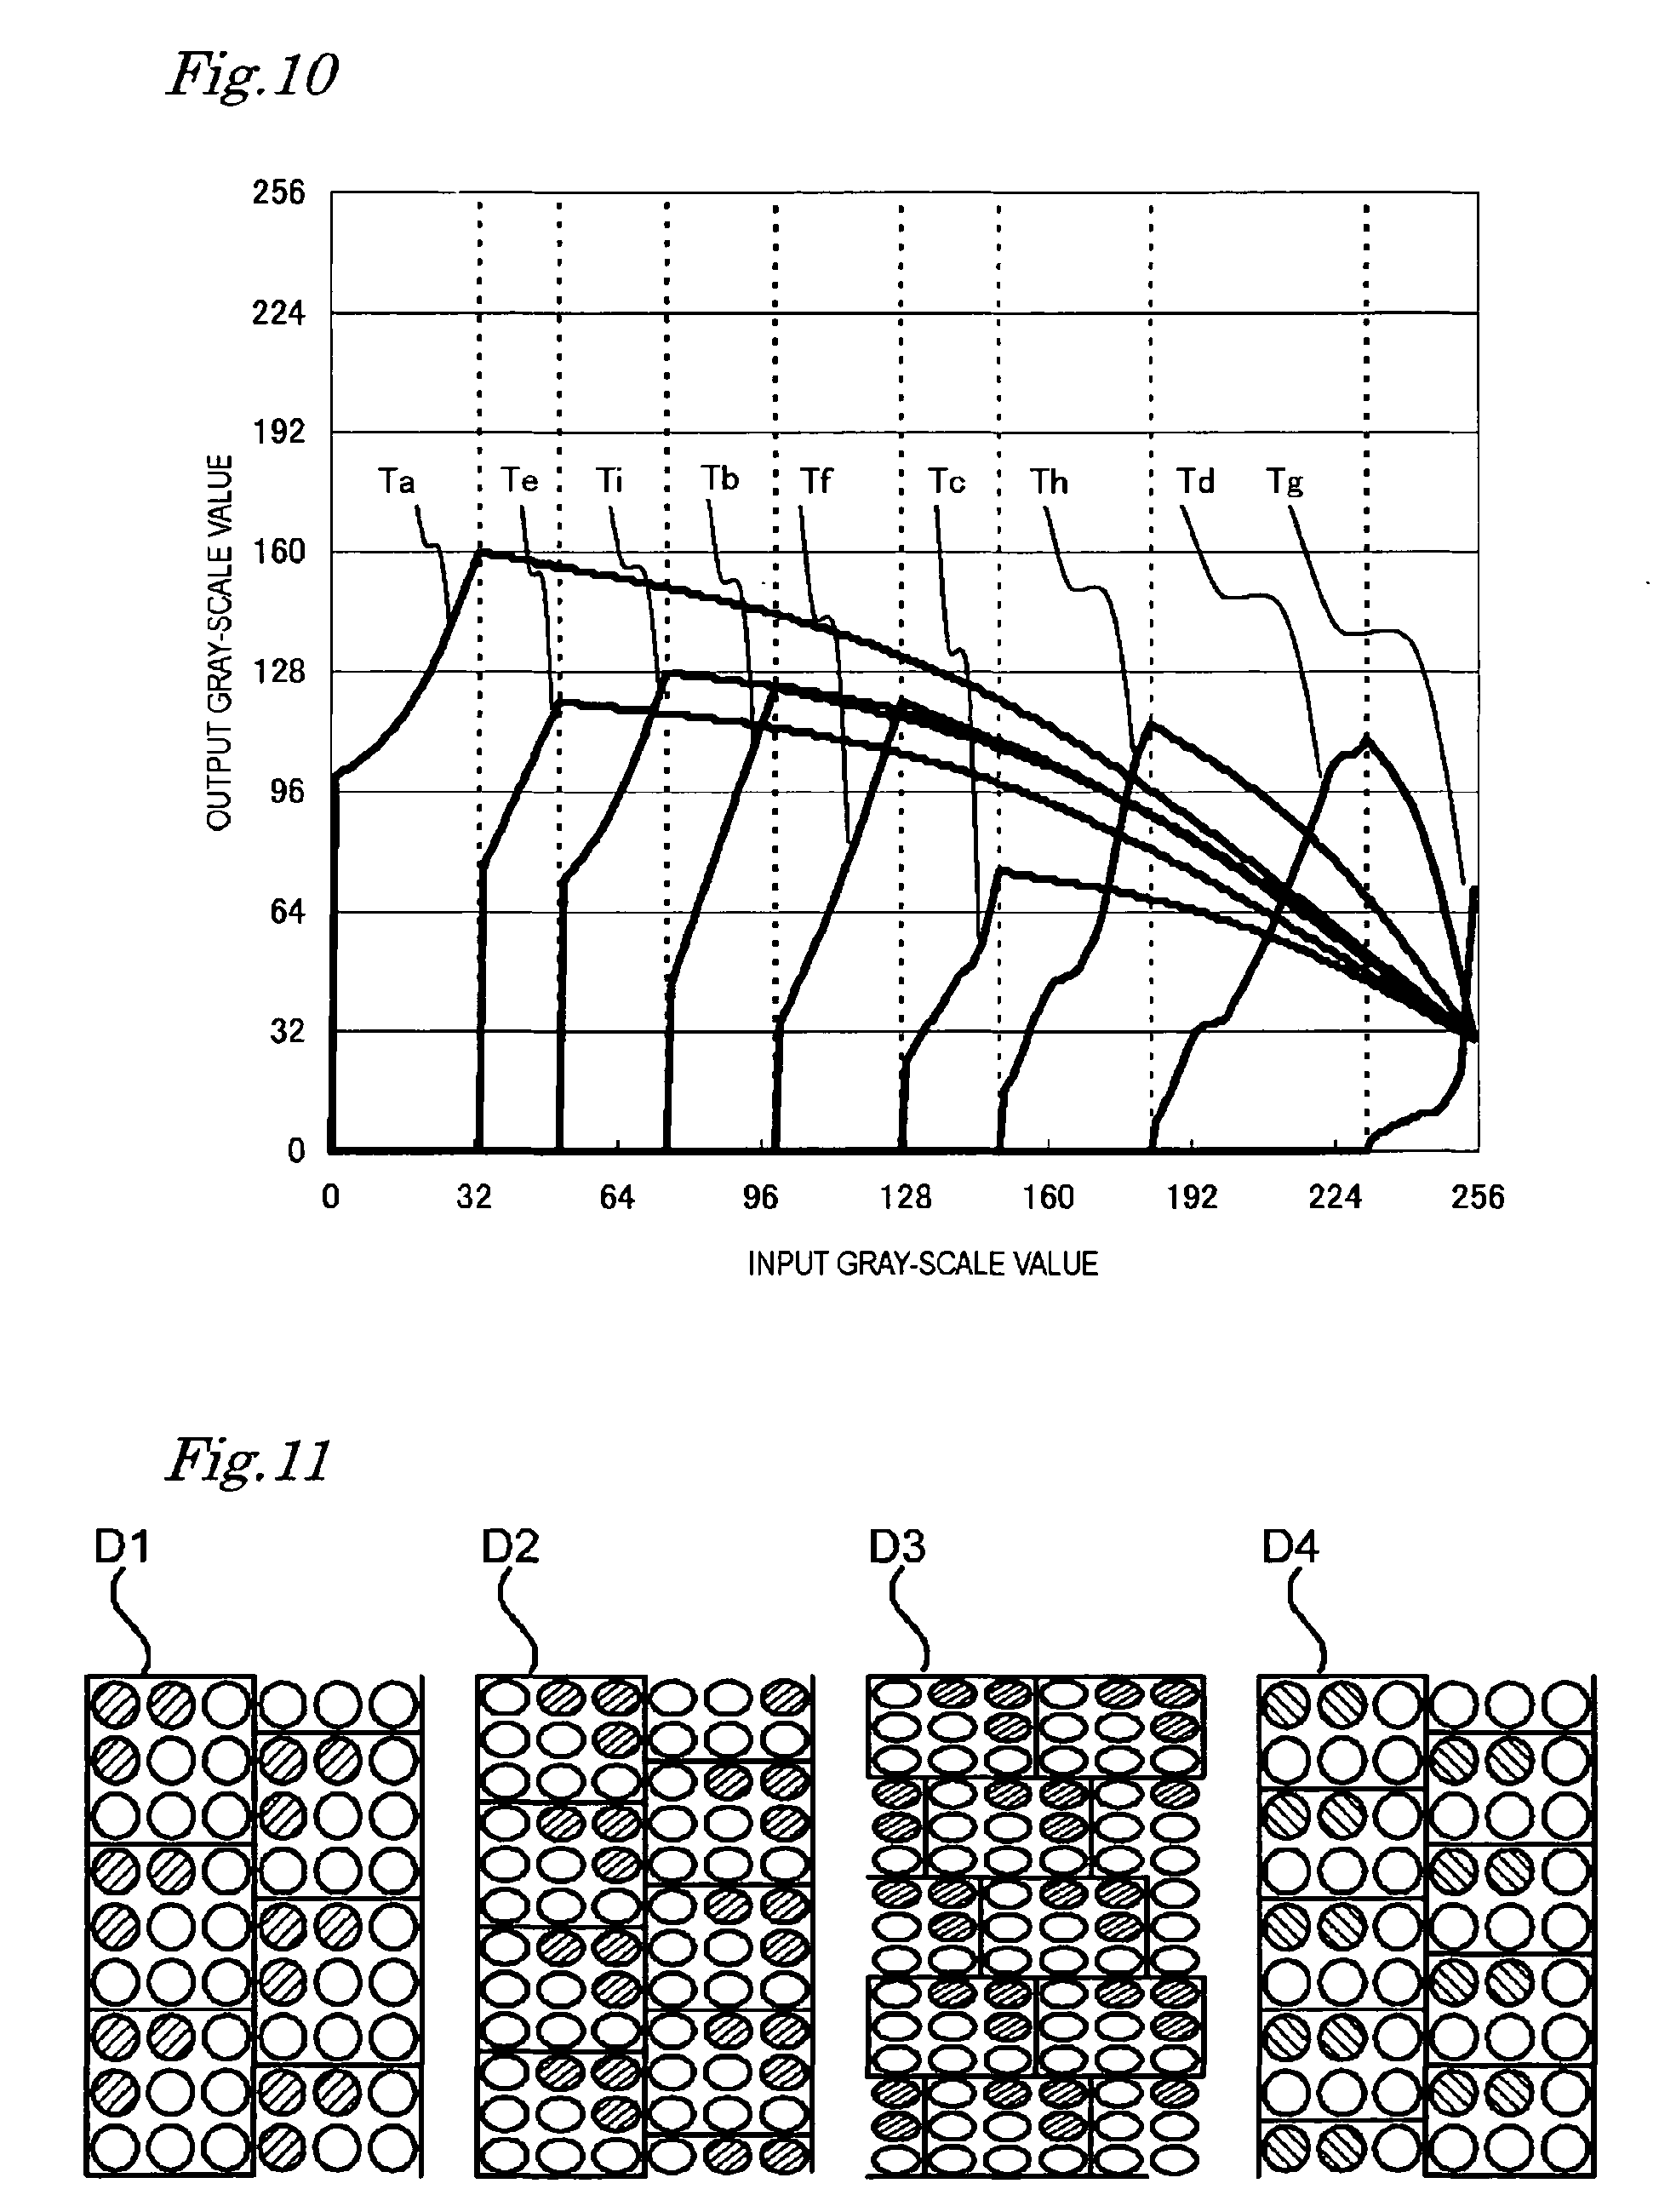 Fig.10
256
224
192
160
128
96
64
32
0
OUTPUT GRAY-SCALE VALUE
Ta Te Ti Tb Tf Tc Th Td Tg
0 32 64 96 128 160 192 224 256
INPUT GRAY-SCALE VALUE
Fig.11
D1 D2 D3 D4